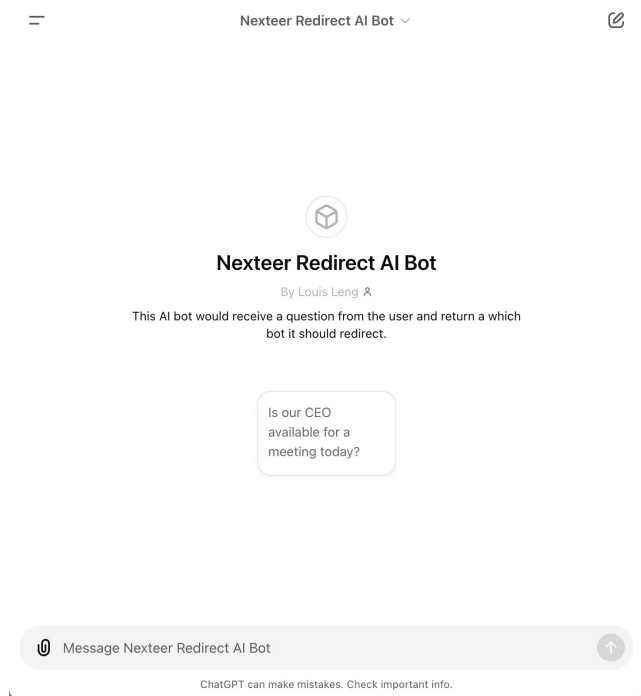 Nexteer Redirect AI Bot
Nexteer Redirect AI Bot
By Louis Leng
This AI bot would receive a question from the user and return a which
bot it should redirect.
Is our CEO
available for a
meeting today?
Message Nexteer Redirect AI Bot
ChatGPT can make mistakes. Check important info.